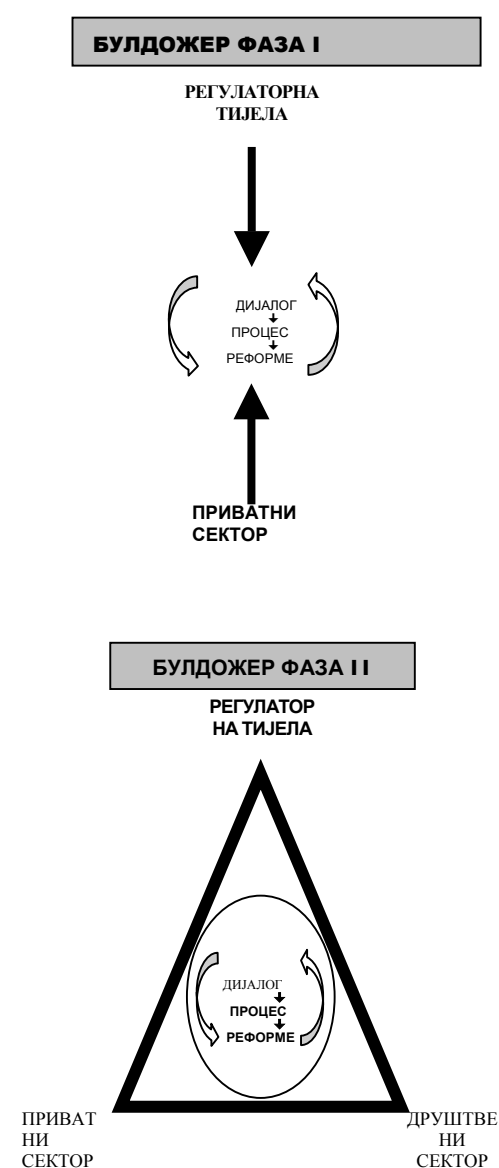 БУЛДОЖЕР ФАЗА I
РЕГУЛАТОРНА
ТИЈЕЛА
ДИЈАЛОГ
ПРОЦЕС
РЕФОРМЕ
ПРИВАТНИ
СЕКТОР
БУЛДОЖЕР ФАЗА II
РЕГУЛАТОР
НА ТИЈЕЛА
ДИЈАЛОГ
ПРОЦЕС
РЕФОРМЕ
ПРИВАТ
НИ
СЕКТОР
ДРУШТВЕ
НИ
СЕКТОР